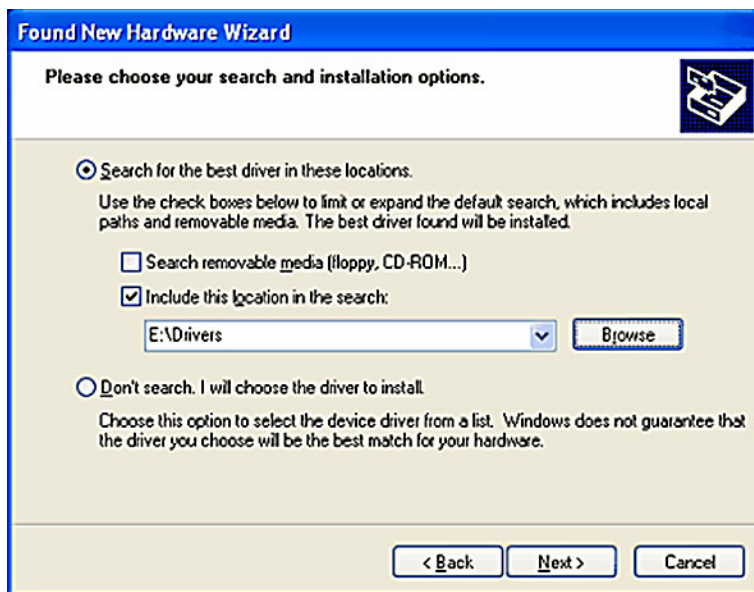 Found New Hardware Wizard
Please choose your search and installation options.
Search for the best driver in these locations.
Use the check boxes below to limit or expand the default search, which includes local
paths and removable media. The best driver found will be installed.
Search removable media (floppy, CD-ROM...)
Include this location in the search:
E:\Drivers
Browse
Don't search. I will choose the driver to install.
Choose this option to select the device driver from a list. Windows does not guarantee that
the driver you choose will be the best match for your hardware.
< Back
Next >
Cancel